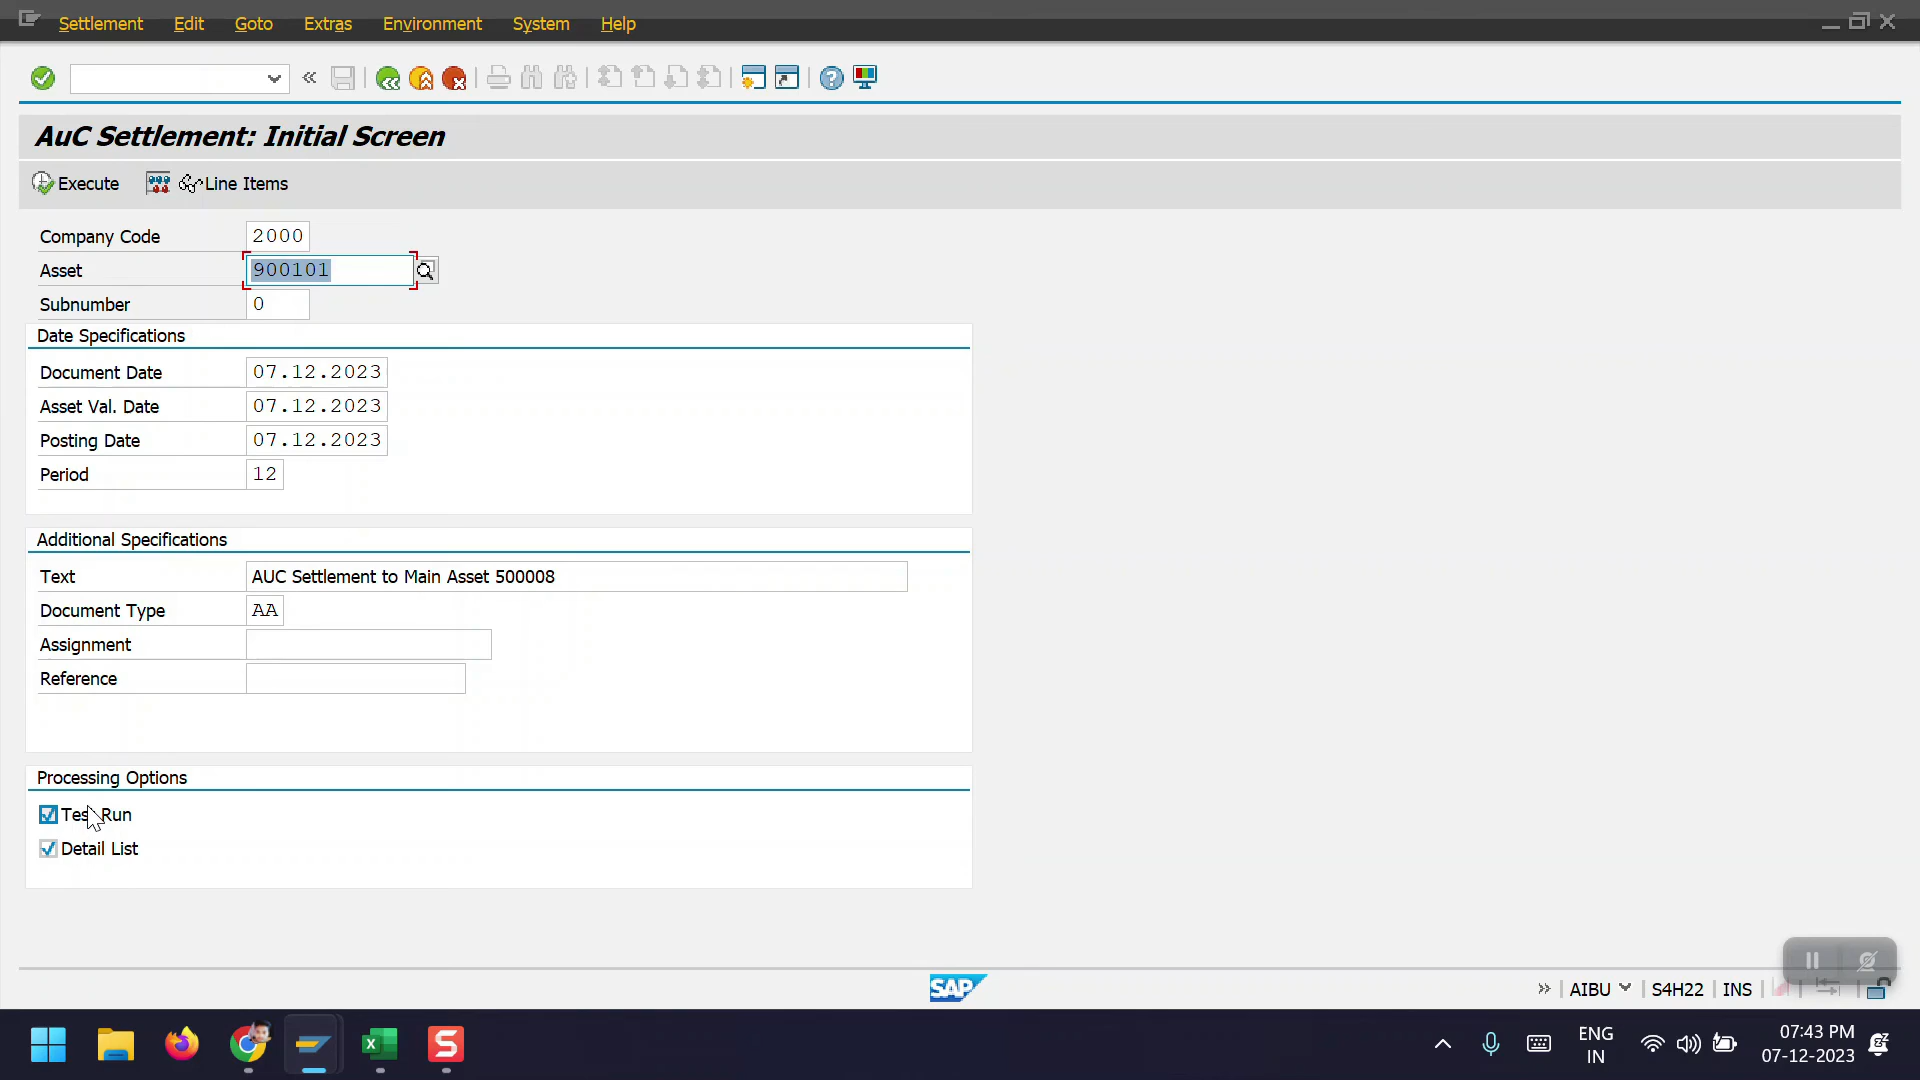 Settlement Edit Goto Extras Environment System Help
AuC Settlement: Initial Screen
Execute Line Items
Company Code 2000
Asset 900101
Subnumber 0
Date Specifications
Document Date 07.12.2023
Asset Val. Date 07.12.2023
Posting Date 07.12.2023
Period 12
Additional Specifications
Text AUC Settlement to Main Asset 500008
Document Type AA
Assignment
Reference
Processing Options
Test Run
Detail List
SAP AIBU S4H22 INS
ENG 07:43 PM
IN 07-12-2023